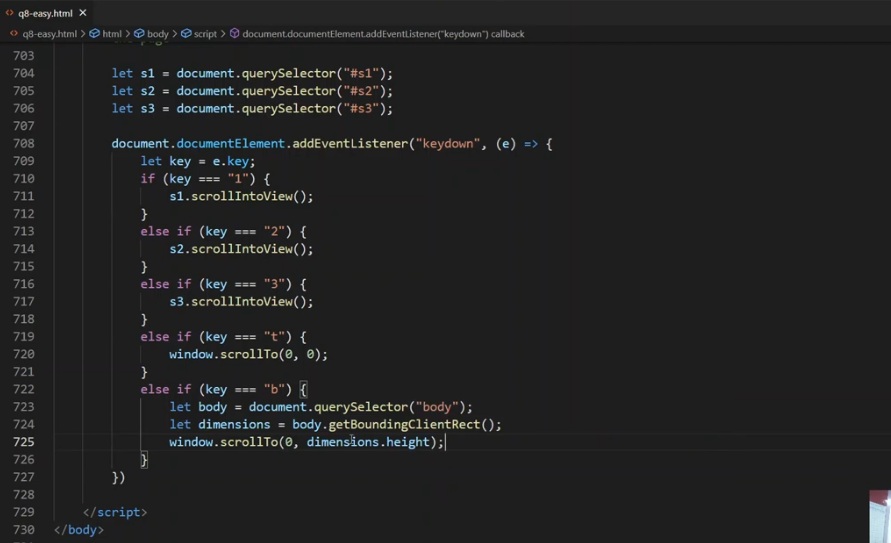 q8-easy.html
q8-easy.html > html > body > script > document.documentElement.addEventListener("keydown") callback
703
704 let s1 = document.querySelector("#s1");
705 let s2 = document.querySelector("#s2");
706 let s3 = document.querySelector("#s3");
707
708 document.documentElement.addEventListener("keydown", (e) => {
709 let key = e.key;
710 if (key === "1") {
711 s1.scrollIntoView();
712 }
713 else if (key === "2") {
714 s2.scrollIntoView();
715 }
716 else if (key === "3") {
717 s3.scrollIntoView();
718 }
719 else if (key === "t") {
720 window.scrollTo(0, 0);
721 }
722 else if (key === "b") {
723 let body = document.querySelector("body");
724 let dimensions = body.getBoundingClientRect();
725 window.scrollTo(0, dimensions.height);
726 }
727 })
728
729 </script>
730 </body>